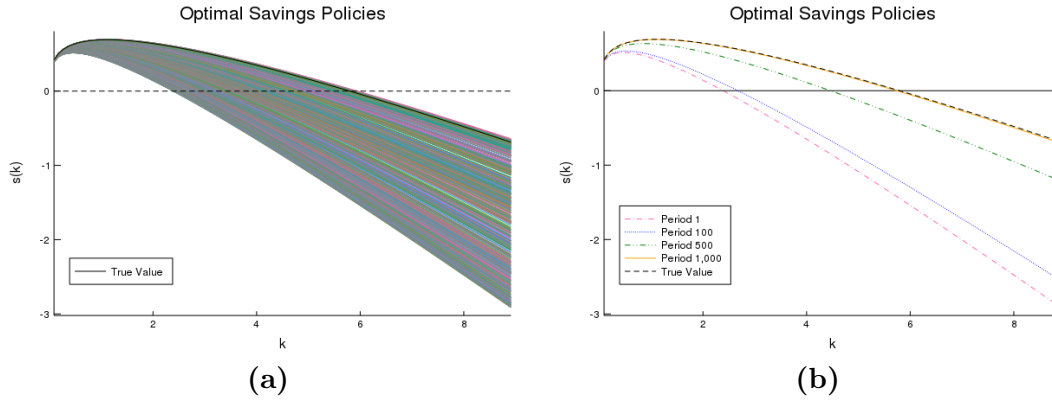 Optimal Savings Policies
0
-1
-2
-3
s(k)
True Value
2
4
6
8
k
(a)
Optimal Savings Policies
0
-1
-2
-3
s(k)
Period 1
Period 100
Period 500
Period 1,000
True Value
2
4
6
8
k
(b)